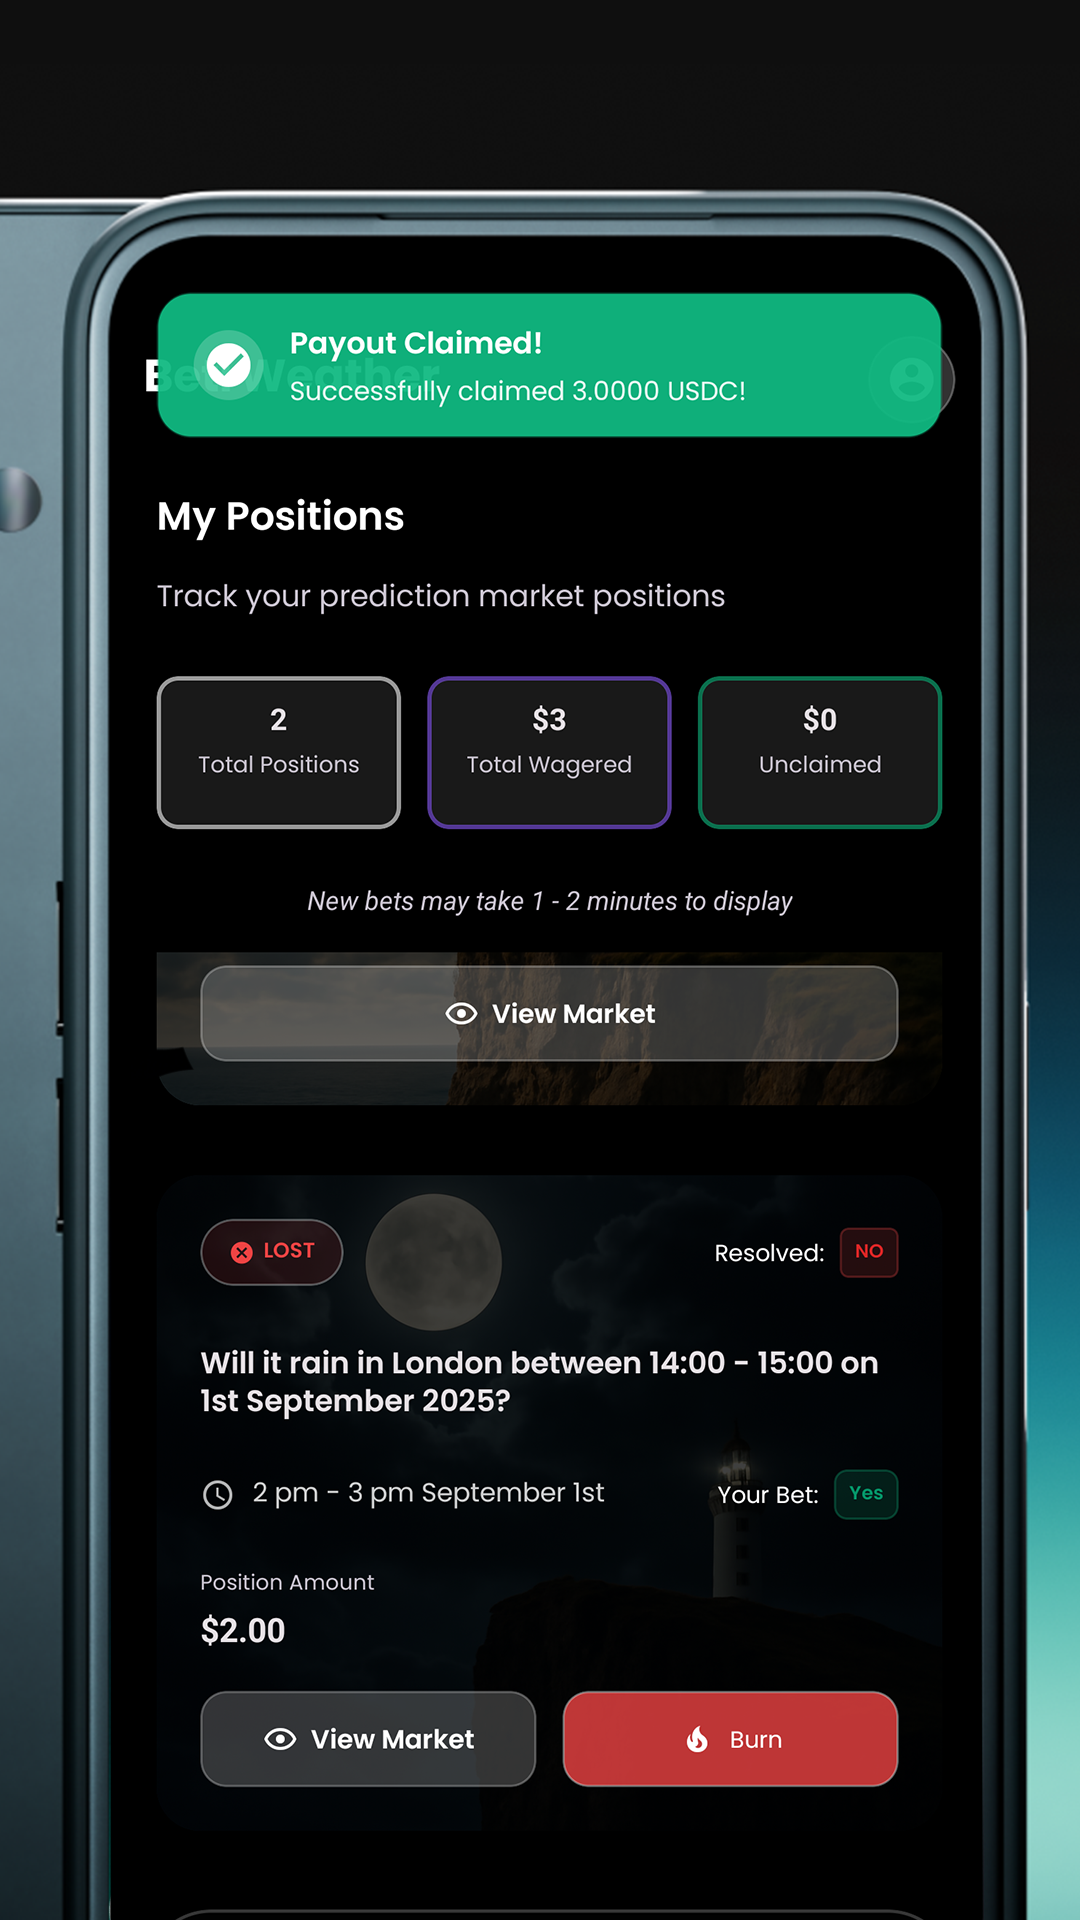 Payout Claimed!
Bet Weather
Successfully claimed 3.0000 USDC!
My Positions
Track your prediction market positions
2
Total Positions
$3
Total Wagered
$0
Unclaimed
New bets may take 1 - 2 minutes to display
View Market
LOST
Resolved: NO
Will it rain in London between 14:00 - 15:00 on
1st September 2025?
2 pm - 3 pm September 1st
Your Bet: Yes
Position Amount
$2.00
View Market
Burn